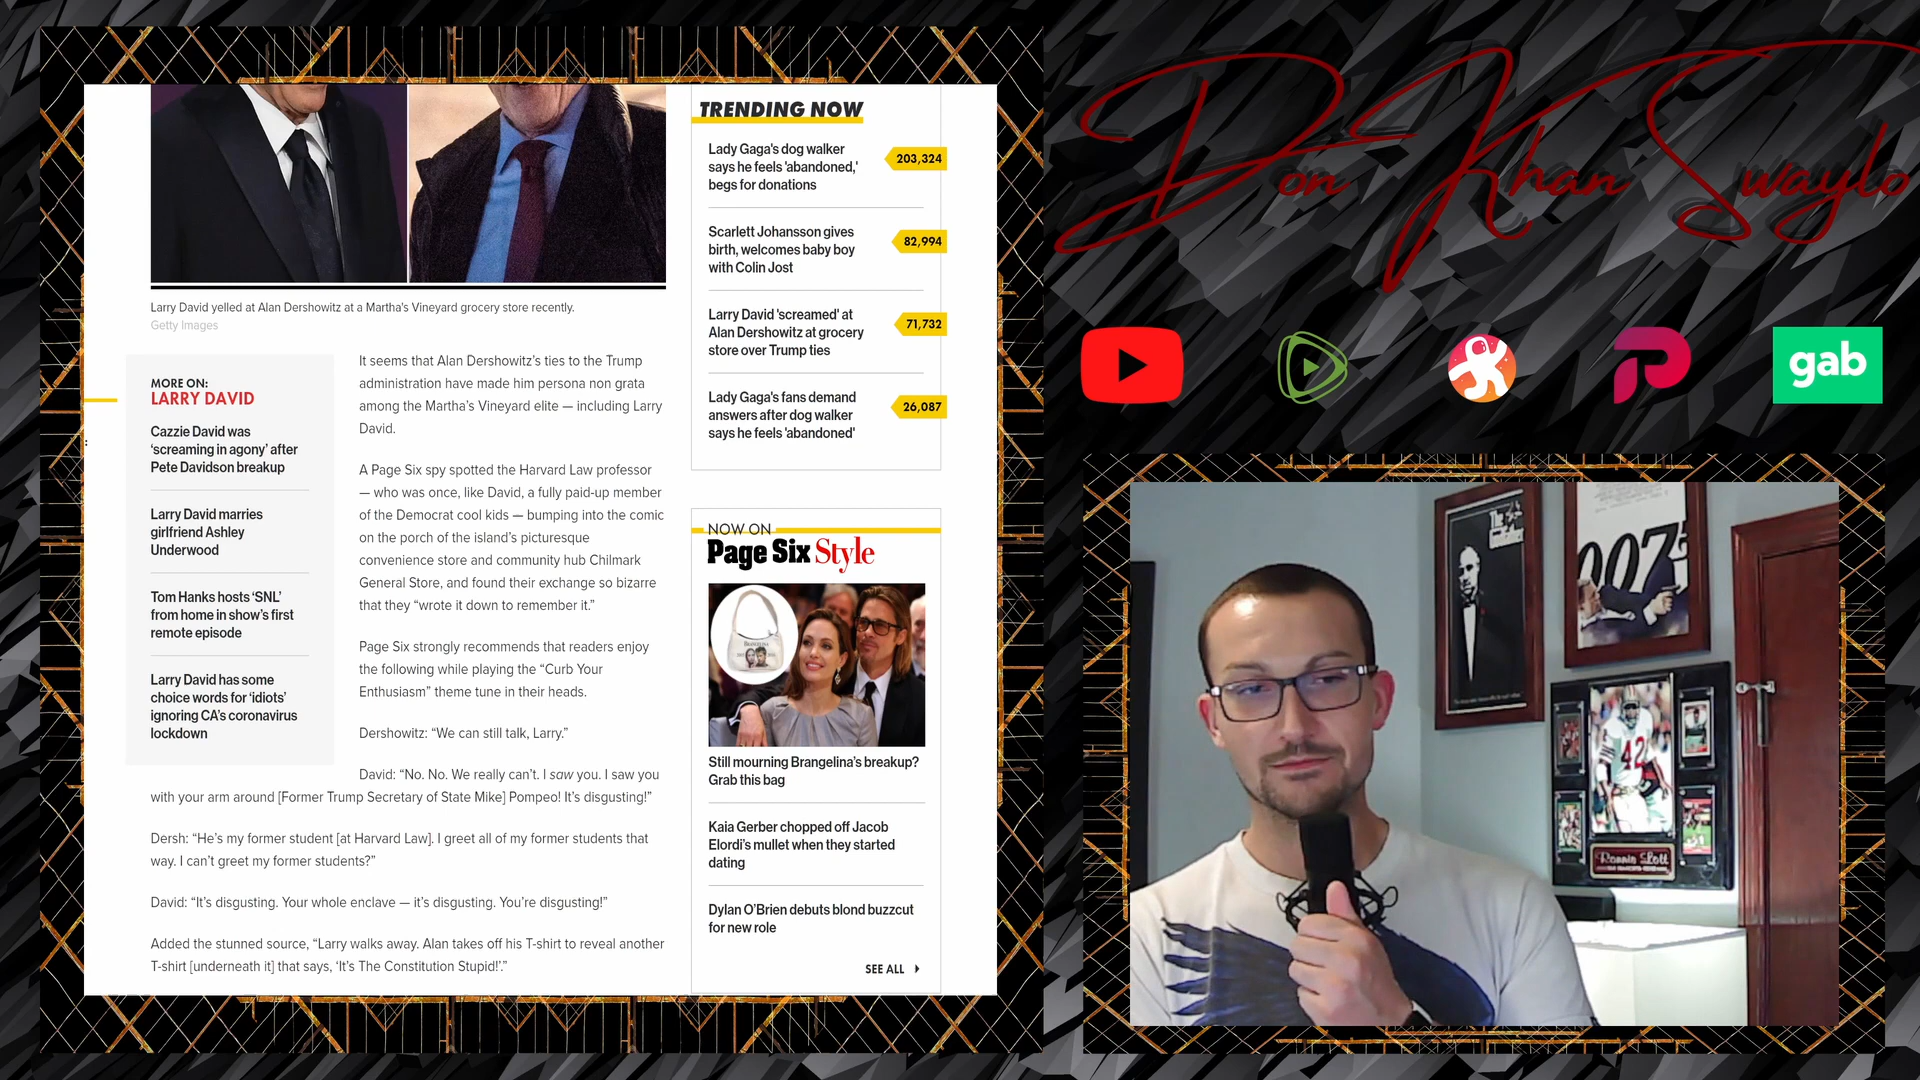 TRENDING NOW
Lady Gaga's dog walker
says he feels 'abandoned,'
begs for donations
203,324
Scarlett Johansson gives
birth, welcomes baby boy
with Colin Jost
82,994
Larry David 'screamed' at
Alan Dershowitz at grocery
store over Trump ties
71,732
Lady Gaga's fans demand
answers after dog walker
says he feels 'abandoned'
26,087
Larry David yelled at Alan Dershowitz at a Martha's Vineyard grocery store recently.
Getty Images
MORE ON:
LARRY DAVID
Cazzie David was
‘screaming in agony’ after
Pete Davidson breakup
Larry David marries
girlfriend Ashley
Underwood
Tom Hanks hosts ‘SNL’
from home in show’s first
remote episode
Larry David has some
choice words for ‘idiots’
ignoring CA’s coronavirus
lockdown
It seems that Alan Dershowitz’s ties to the Trump
administration have made him persona non grata
among the Martha’s Vineyard elite — including Larry
David.
A Page Six spy spotted the Harvard Law professor
— who was once, like David, a fully paid-up member
of the Democrat cool kids — bumping into the comic
on the porch of the island’s picturesque
convenience store and community hub Chilmark
General Store, and found their exchange so bizarre
that they “wrote it down to remember it.”
Page Six strongly recommends that readers enjoy
the following while playing the “Curb Your
Enthusiasm” theme tune in their heads.
Dershowitz: “We can still talk, Larry.”
David: “No. No. We really can’t. I saw you. I saw you
with your arm around [Former Trump Secretary of State Mike] Pompeo! It’s disgusting!”
Dersh: “He’s my former student [at Harvard Law]. I greet all of my former students that
way. I can’t greet my former students?”
David: “It’s disgusting. Your whole enclave — it’s disgusting. You’re disgusting!”
Added the stunned source, “Larry walks away. Alan takes off his T-shirt to reveal another
T-shirt [underneath it] that says, ‘It’s The Constitution Stupid!’.”
NOW ON
Page Six Style
Still mourning Brangelina’s breakup?
Grab this bag
Kaia Gerber chopped off Jacob
Elordi’s mullet when they started
dating
Dylan O’Brien debuts blond buzzcut
for new role
SEE ALL
Don Khan Swaylo
gab
The
Godfather
007
42
Ronnie Lott